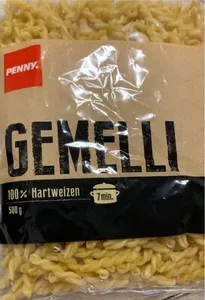 PENNY.
GEMELLI
100% Hartweizen
7 min.
500 g